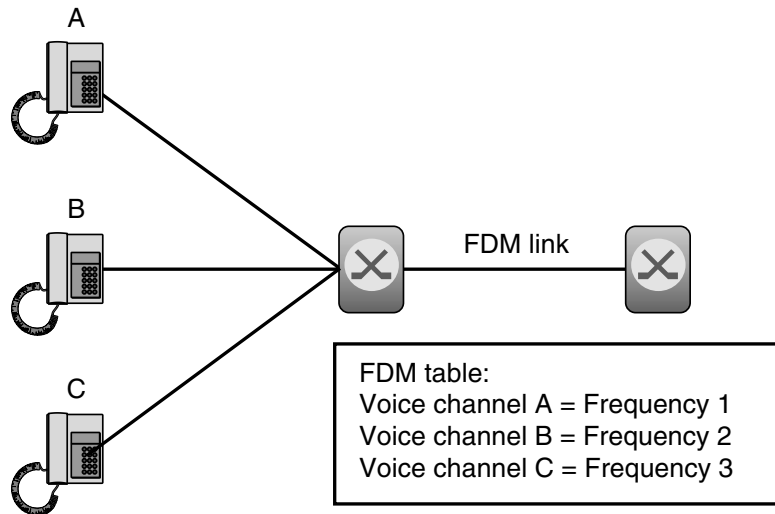 A
B
FDM link
C
FDM table:
Voice channel A = Frequency 1
Voice channel B = Frequency 2
Voice channel C = Frequency 3